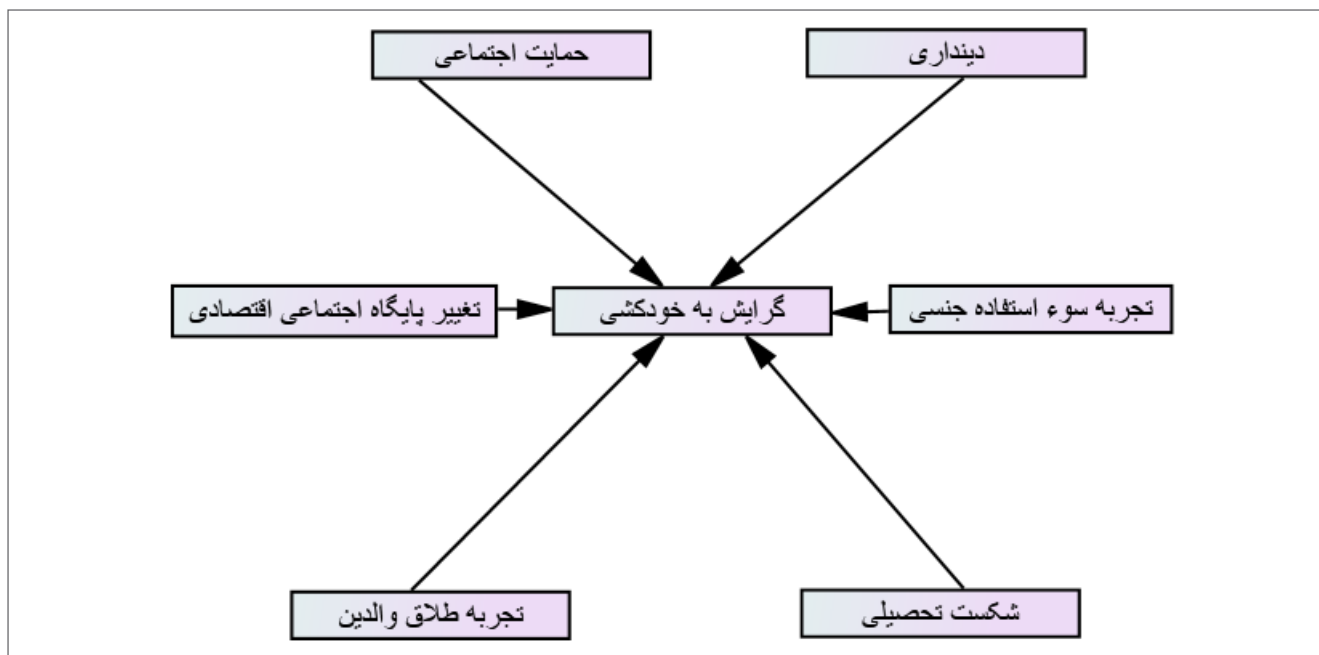 دینداری
حمایت اجتماعی
تجربه سوء استفاده جنسی
گرایش به خودکشی
تغییر پایگاه اجتماعی اقتصادی
شکست تحصیلی
تجربه طلاق والدین